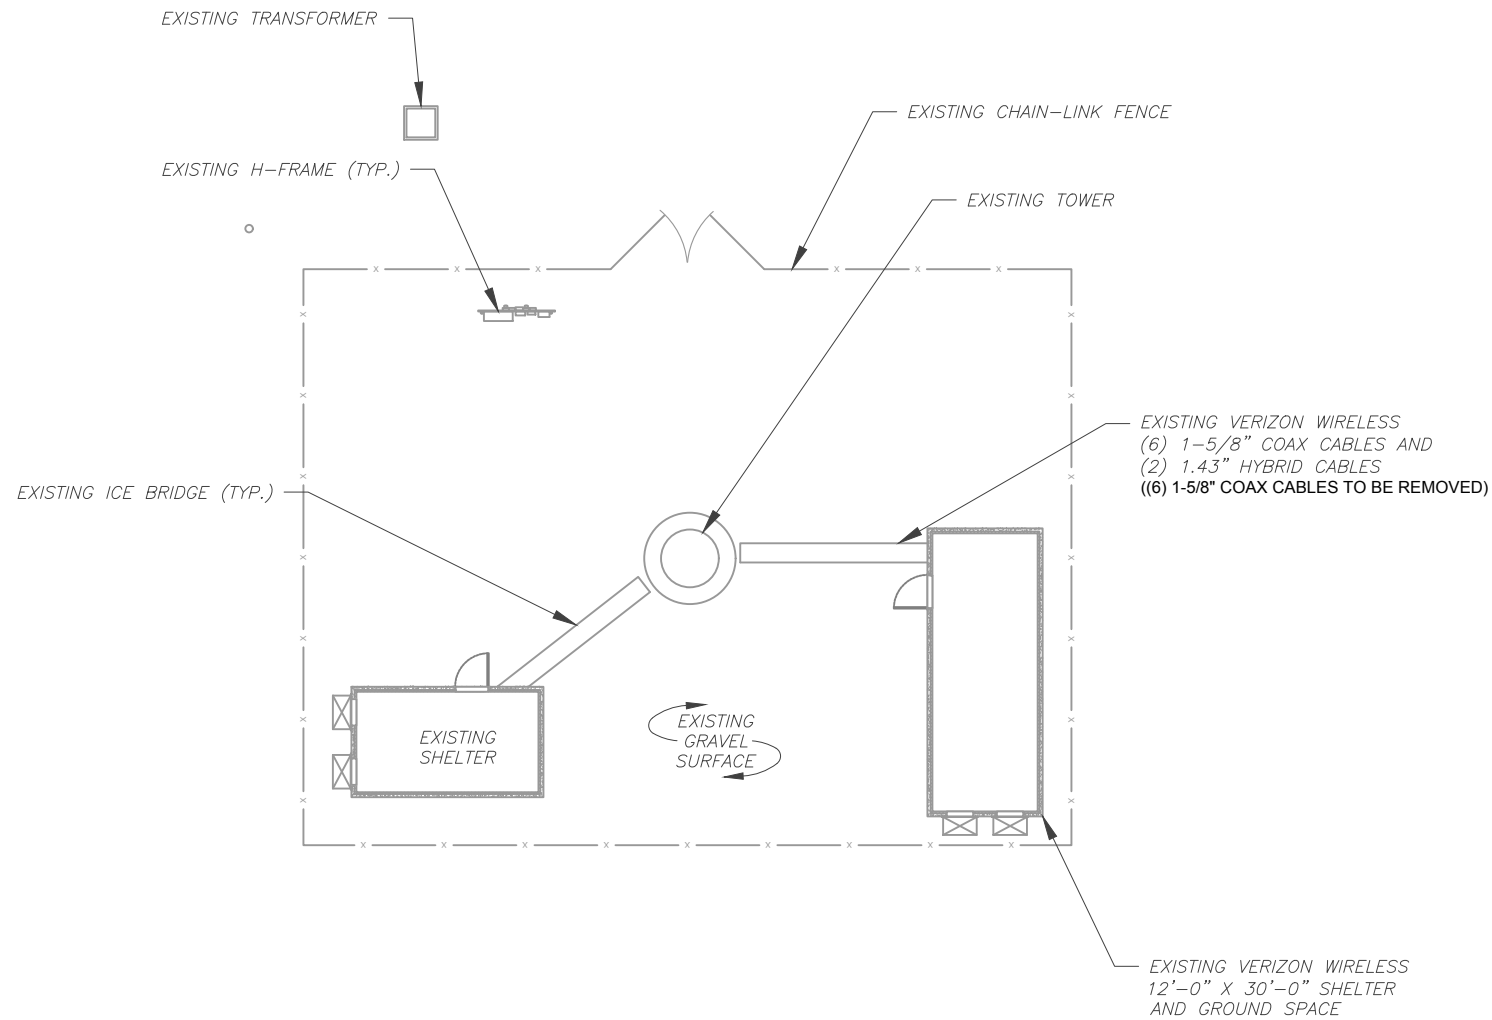 EXISTING TRANSFORMER
EXISTING CHAIN-LINK FENCE
EXISTING H-FRAME (TYP.)
EXISTING TOWER
EXISTING VERIZON WIRELESS
(6) 1-5/8" COAX CABLES AND
(2) 1.43" HYBRID CABLES
((6) 1-5/8" COAX CABLES TO BE REMOVED)
EXISTING ICE BRIDGE (TYP.)
EXISTING
GRAVEL
SURFACE
EXISTING
SHELTER
EXISTING VERIZON WIRELESS
12'-0" X 30'-0" SHELTER
AND GROUND SPACE